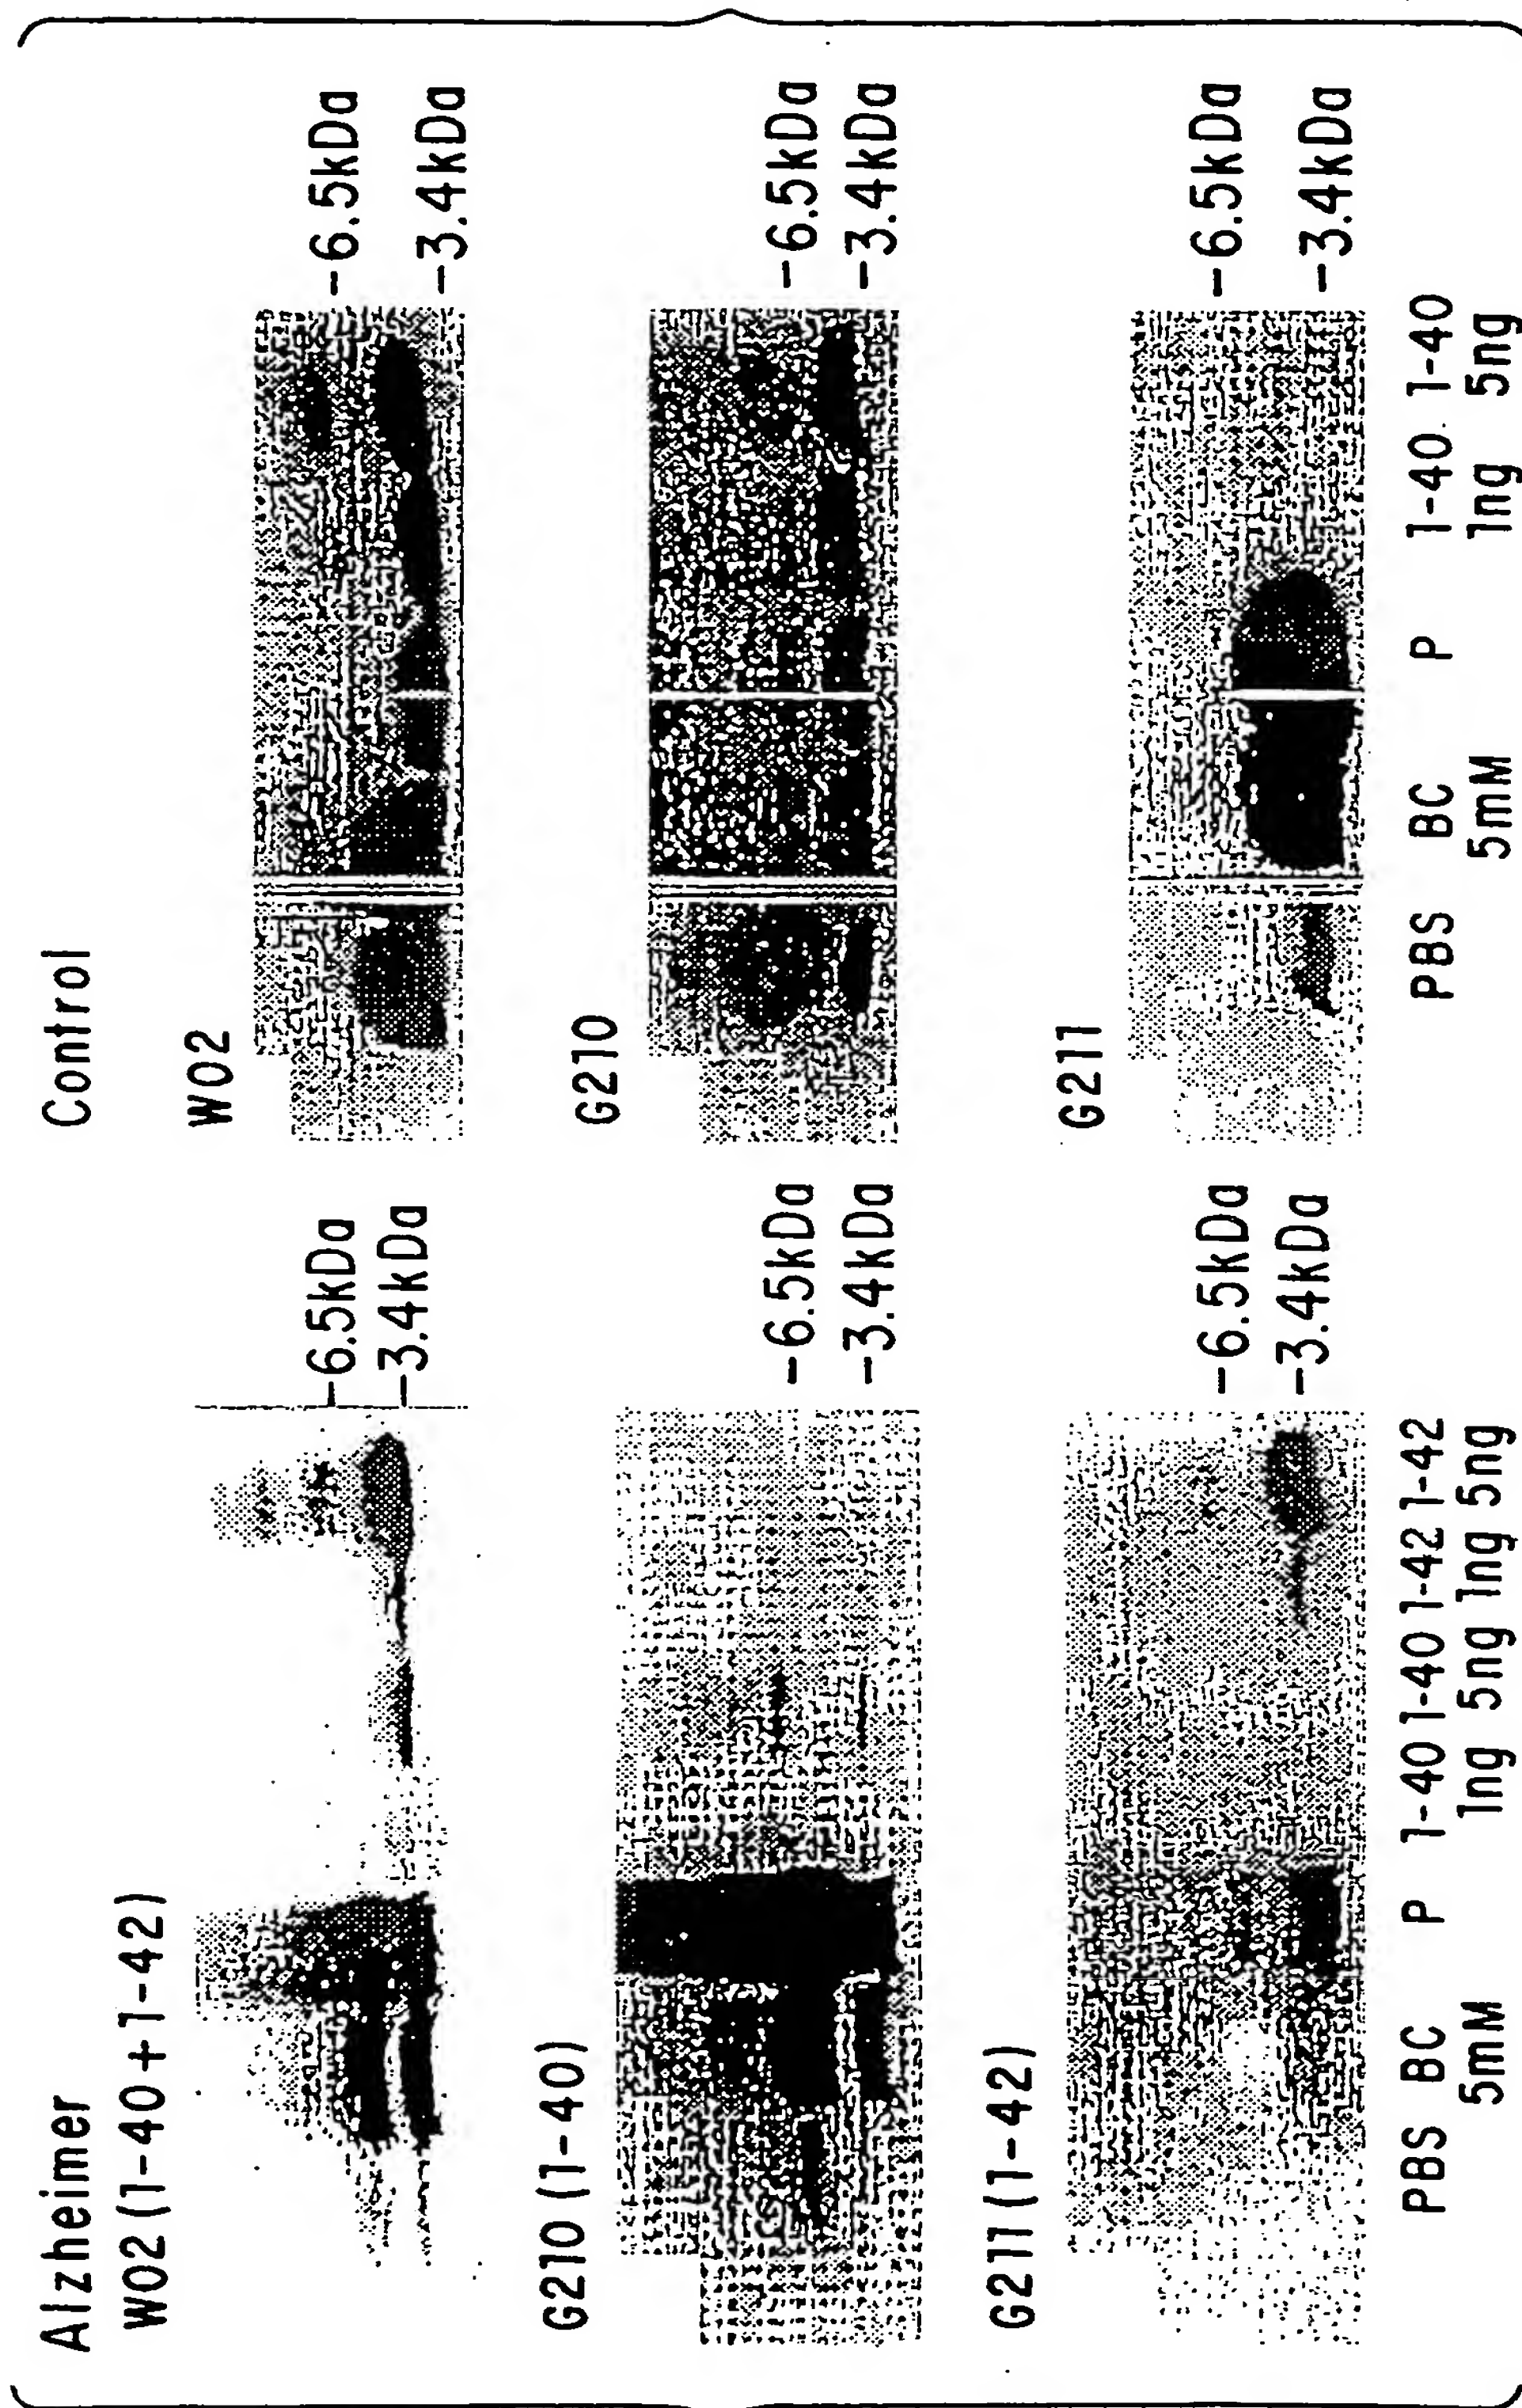 Alzheimer
W02 (1-40+1-42)
-6.5kDa
-3.4kDa
G210 (1-40)
-6.5kDa
-3.4kDa
G211 (1-42)
-6.5kDa
-3.4kDa
PBS BC P 1-40 1-40 1-42 1-42
5mM 1ng 5ng 1ng 5ng
Control
W02
-6.5kDa
-3.4kDa
G210
-6.5kDa
-3.4kDa
G211
-6.5kDa
-3.4kDa
PBS BC P 1-40 1-40
5mM 1ng 5ng